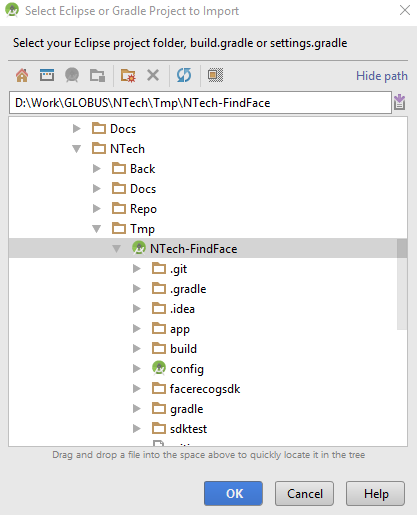 Select Eclipse or Gradle Project to Import
Select your Eclipse project folder, build.gradle or settings.gradle
Hide path
D:\Work\GLOBUS\NTech\Tmp\NTech-FindFace
Docs
NTech
Back
Docs
Repo
Tmp
NTech-FindFace
.git
.gradle
.idea
app
build
config
facerecogsdk
gradle
sdktest
Drag and drop a file into the space above to quickly locate it in the tree
OK
Cancel
Help